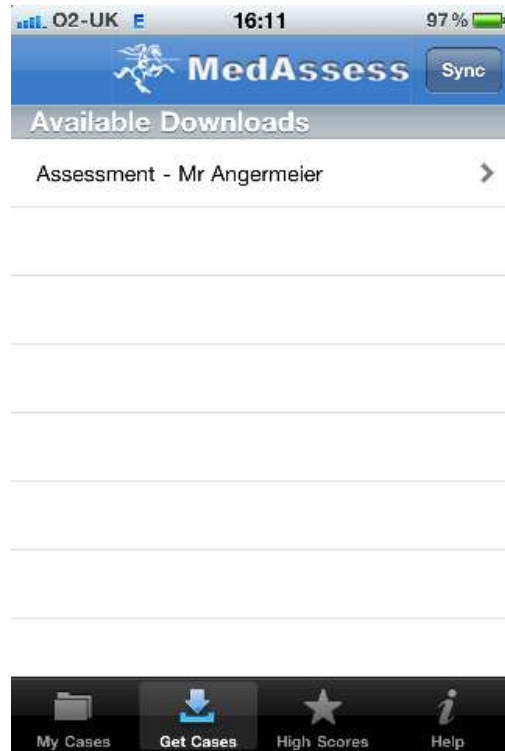 O2-UK E 16:11 97%
MedAssess Sync
Available Downloads
Assessment - Mr Angermeier
My Cases Get Cases High Scores Help